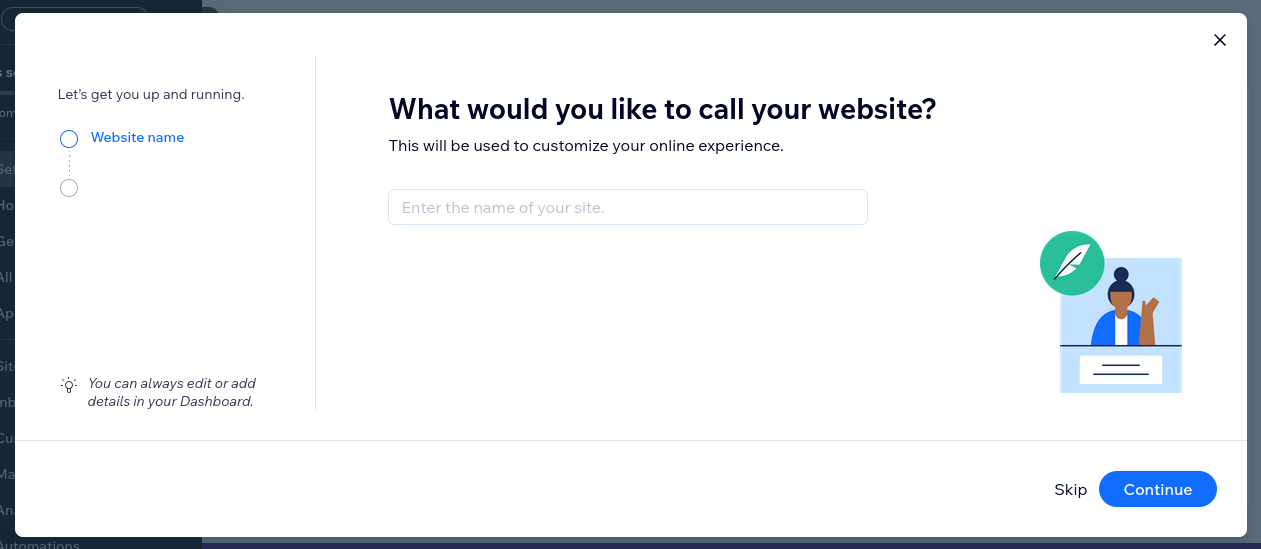 Let's get you up and running.
Website name
You can always edit or add
details in your Dashboard.
What would you like to call your website?
This will be used to customize your online experience.
Enter the name of your site.
Skip
Continue
All
Automations